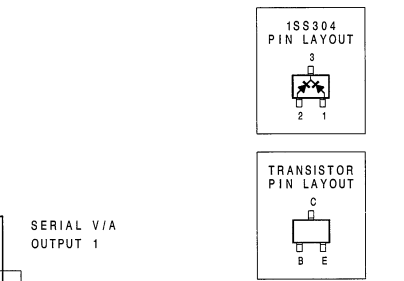 1SS304
PIN LAYOUT
3
2 1
TRANSISTOR
PIN LAYOUT
C
B E
SERIAL V/A
OUTPUT 1